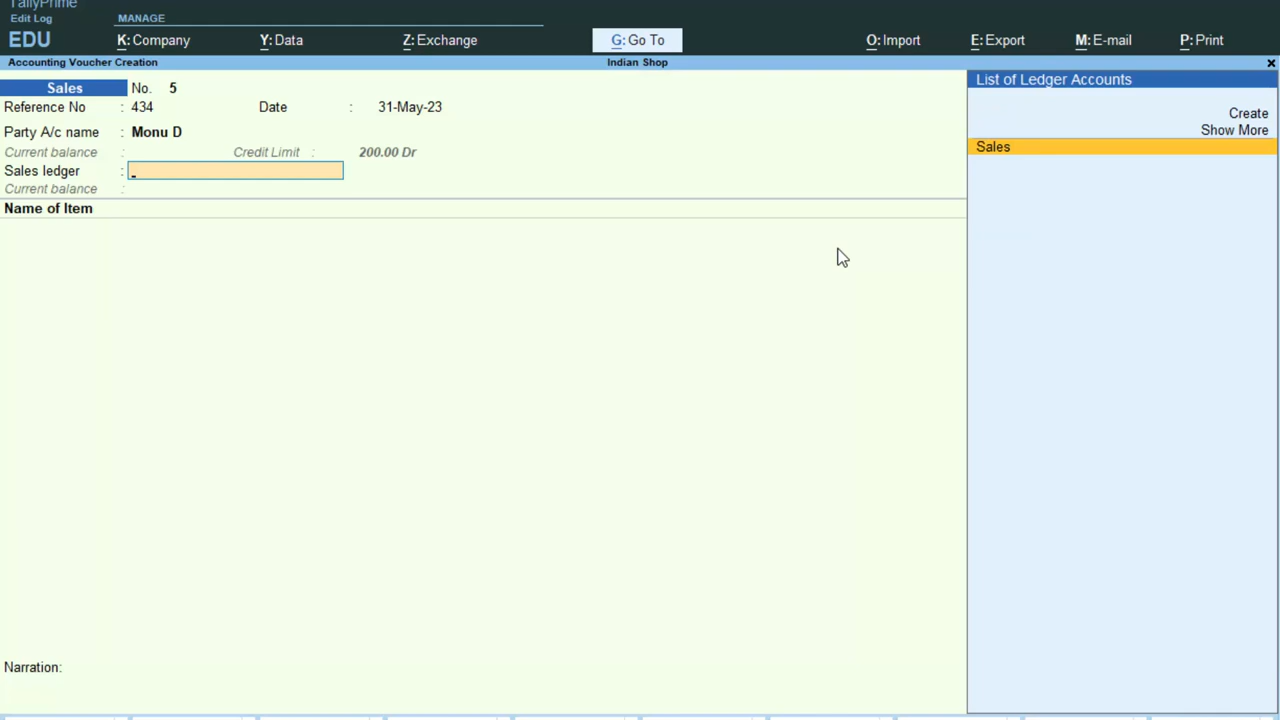 TallyPrime
MANAGE
Edit Log
EDU
K:Company
Y:Data
Z:Exchange
G:Go To
O:Import
E:Export
M:E-mail
P:Print
Accounting Voucher Creation
Indian Shop
×
Sales No. 5
Reference No : 434 Date : 31-May-23
Party A/c name : Monu D
Current balance : Credit Limit : 200.00 Dr
Sales ledger :
Current balance :
Name of Item
Narration:
List of Ledger Accounts
Create
Show More
Sales